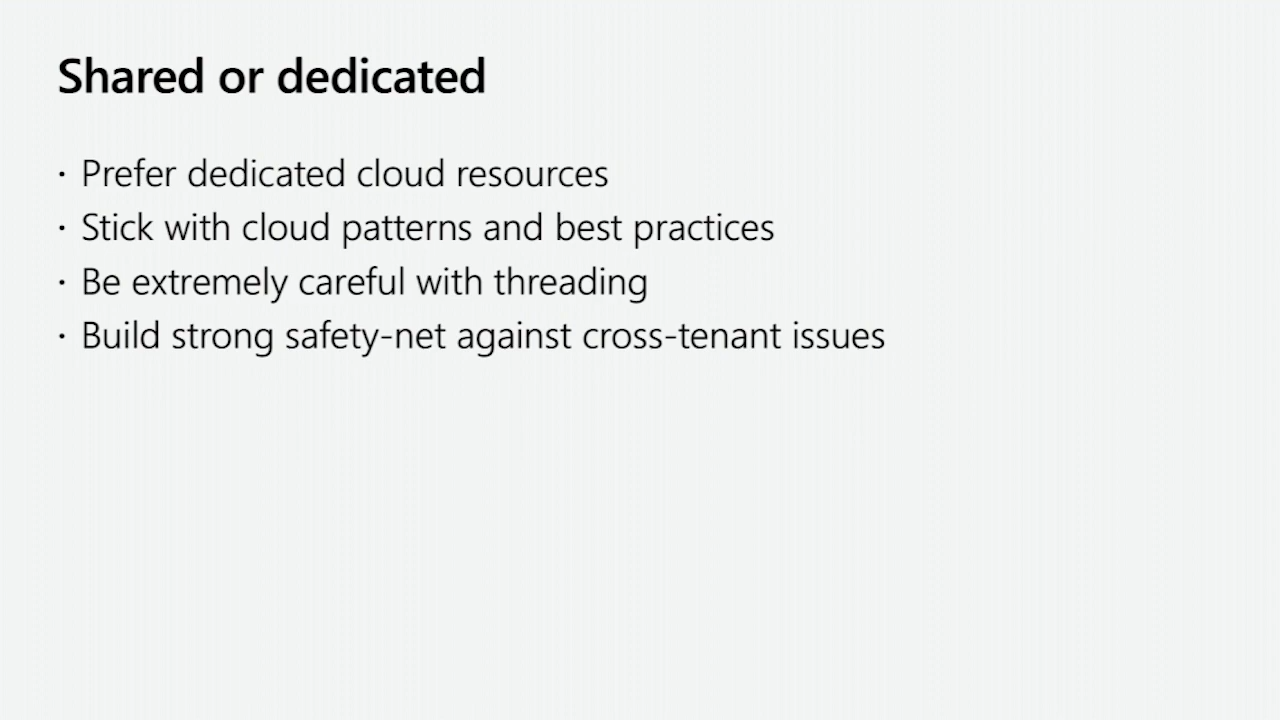 Shared or dedicated
· Prefer dedicated cloud resources
· Stick with cloud patterns and best practices
· Be extremely careful with threading
· Build strong safety-net against cross-tenant issues